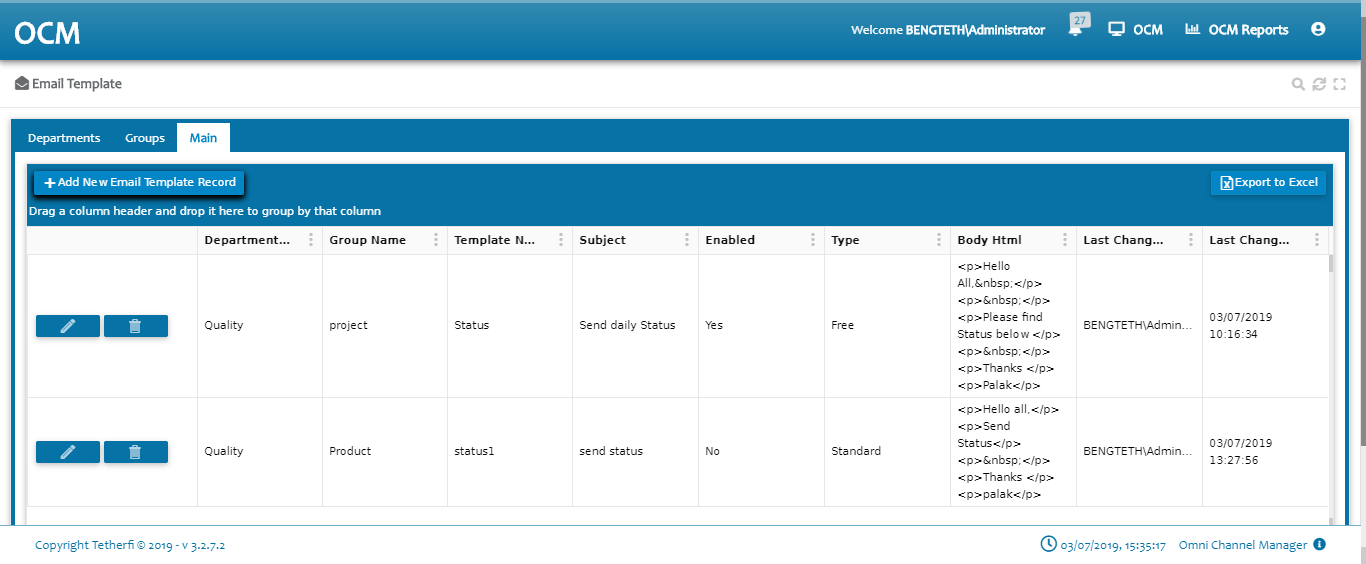 OCM
Welcome BENGTETH\Administrator
27
OCM
OCM Reports
Email Template
Departments
Groups
Main
Add New Email Template Record
Export to Excel
Drag a column header and drop it here to group by that column
Department...
Group Name
Template N...
Subject
Enabled
Type
Body Html
Last Chang...
Last Chang...
Quality
project
Status
Send daily Status
Yes
Free
<p>Hello
All,&nbsp;</p>
<p>&nbsp;</p>
<p>Please find
Status below </p>
<p>&nbsp;</p>
<p>Thanks </p>
<p>Palak</p>
BENGTETH\Admin...
03/07/2019
10:16:34
Quality
Product
status1
send status
No
Standard
<p>Hello all,</p>
<p>Send
Status</p>
<p>&nbsp;</p>
<p>Thanks </p>
<p>palak</p>
BENGTETH\Admin...
03/07/2019
13:27:56
Copyright Tetherfi © 2019 - v 3.2.7.2
03/07/2019, 15:35:17
Omni Channel Manager